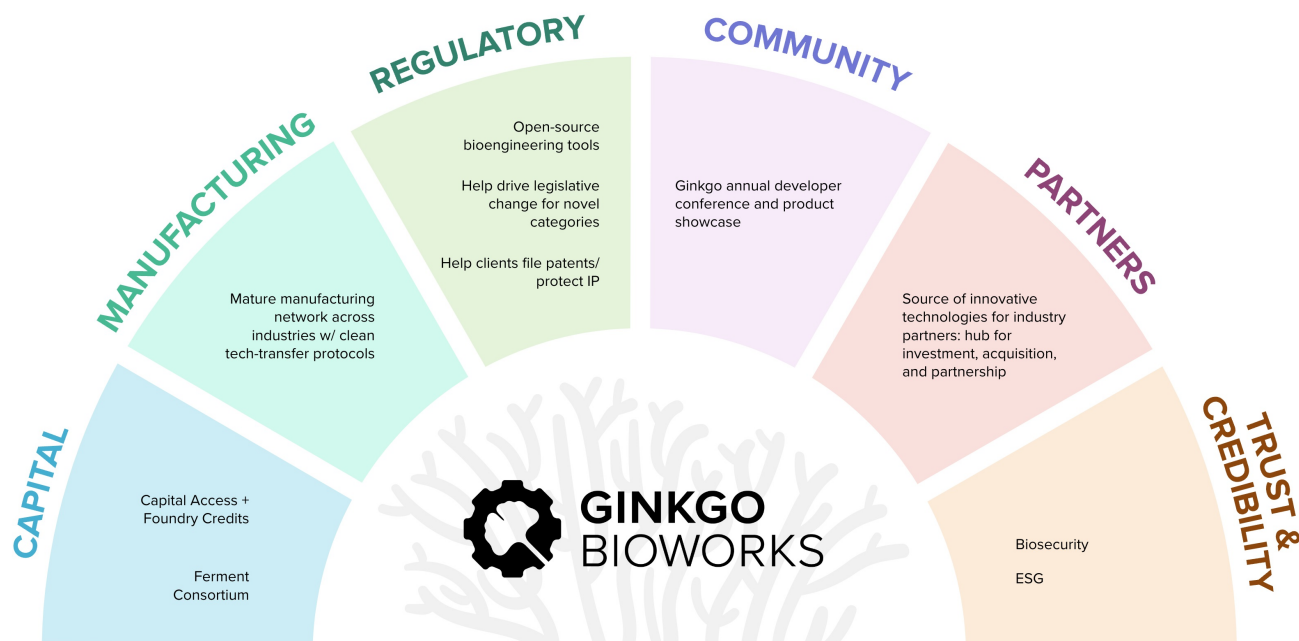 CAPITAL
Capital Access +
Foundry Credits
Ferment
Consortium
MANUFACTURING
Mature manufacturing
network across
industries w/ clean
tech-transfer protocols
REGULATORY
Open-source
bioengineering tools
Help drive legislative
change for novel
categories
Help clients file patents/
protect IP
COMMUNITY
Ginkgo annual developer
conference and product
showcase
PARTNERS
Source of innovative
technologies for industry
partners: hub for
investment, acquisition,
and partnership
TRUST &
CREDIBILITY
Biosecurity
ESG
GINKGO
BIOWORKS